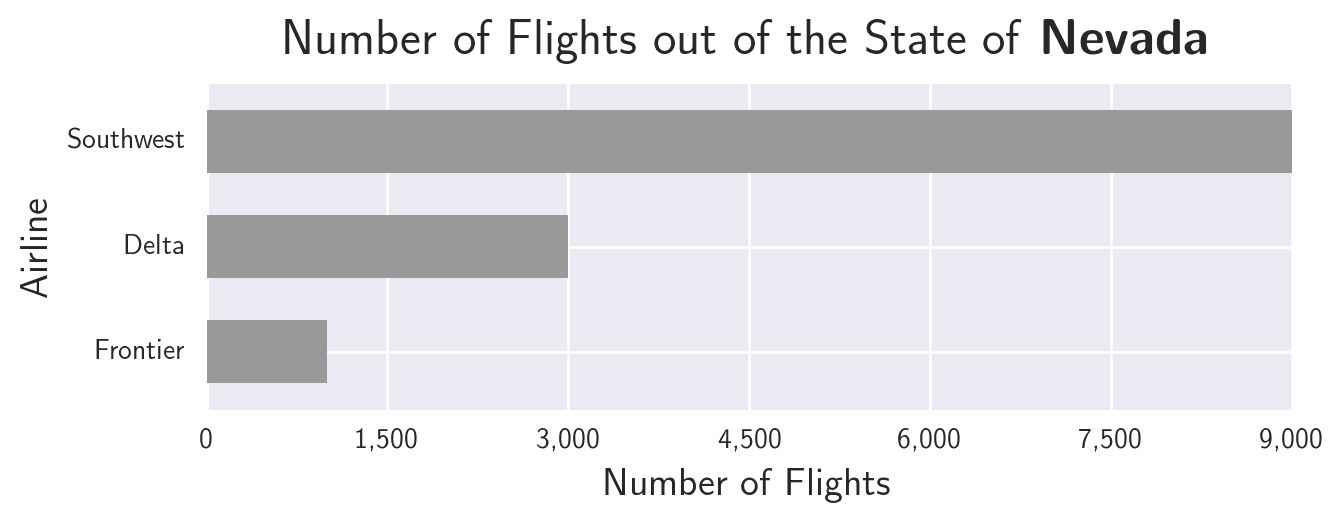 Number of Flights out of the State of Nevada
Airline
Southwest
Delta
Frontier
0 1,500 3,000 4,500 6,000 7,500 9,000
Number of Flights